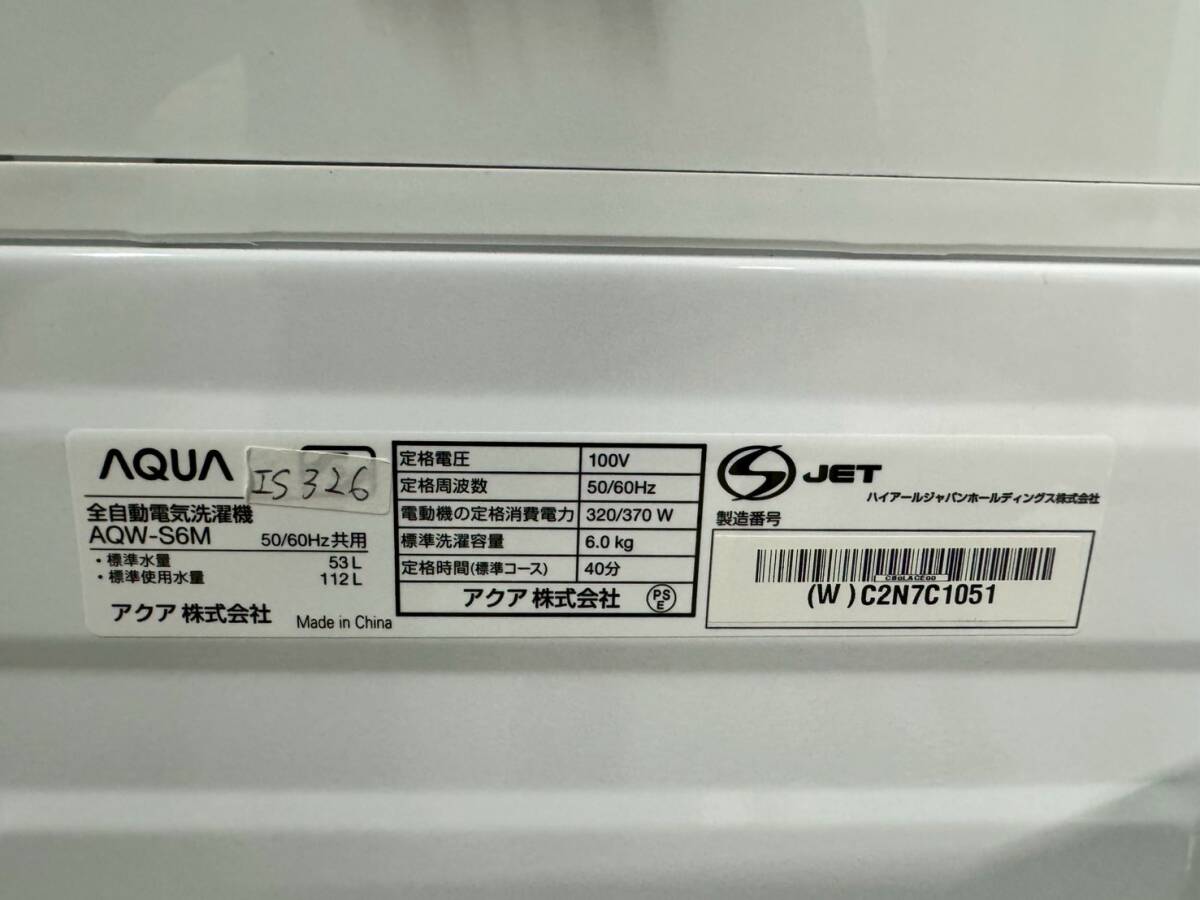 AQUA
IS 326
全自動電気洗濯機
AQW-S6M 50/60Hz共用
・標準水量 53L
・標準使用水量 112L
アクア株式会社 Made in China
定格電圧 100V
定格周波数 50/60Hz
電動機の定格消費電力 320/370 W
標準洗濯容量 6.0 kg
定格時間(標準コース) 40分
アクア株式会社 PS E
S JET
ハイアールジャパンホールディングス株式会社
製造番号
(W) C2N7C1051